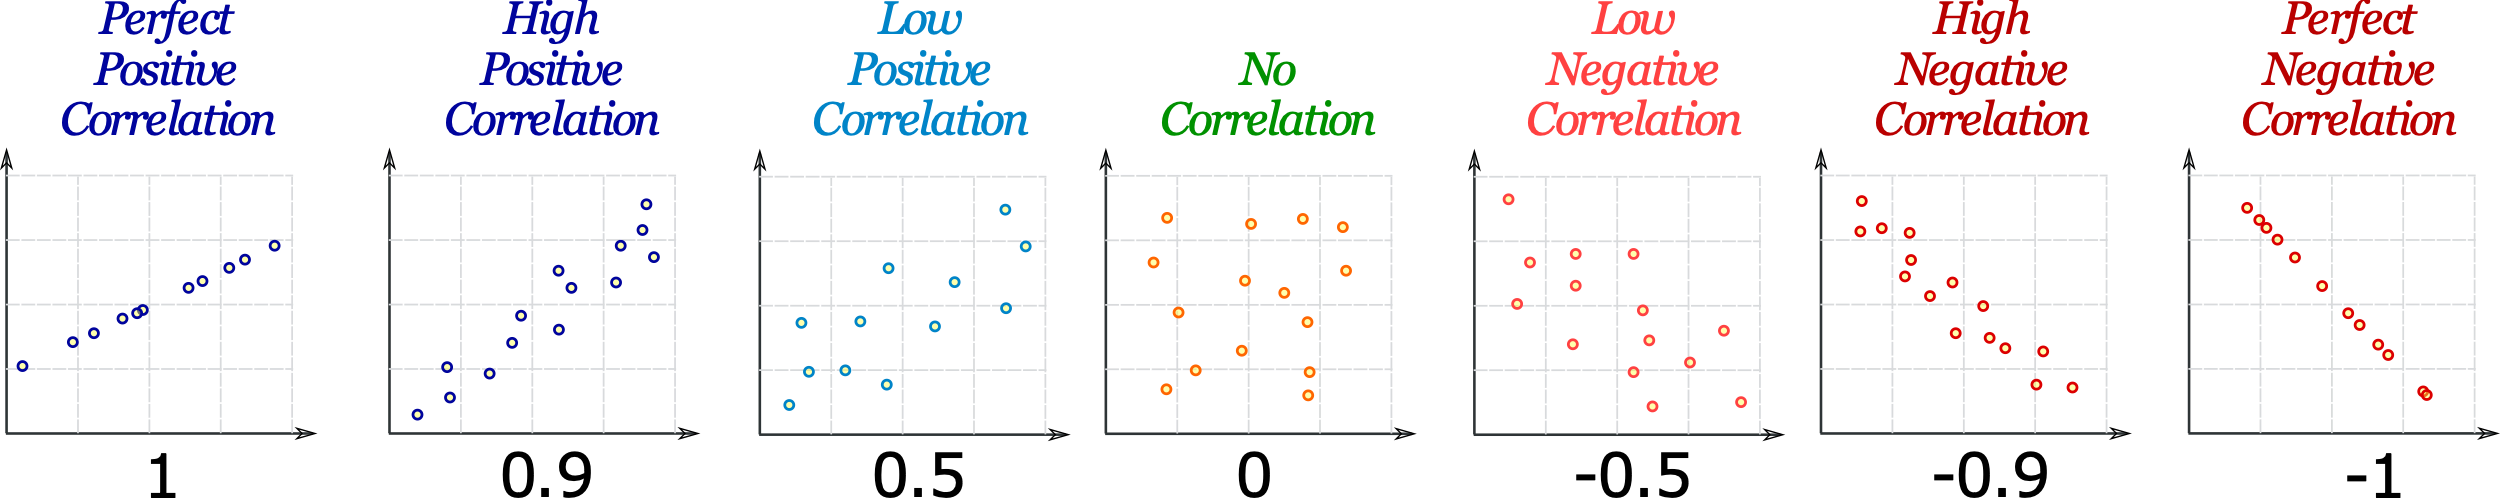 Perfect
Positive
Correlation
High
Positive
Correlation
Low
Positive
Correlation
No
Correlation
Low
Negative
Correlation
High
Negative
Correlation
Perfect
Negative
Correlation
1
0.9
0.5
0
-0.5
-0.9
-1